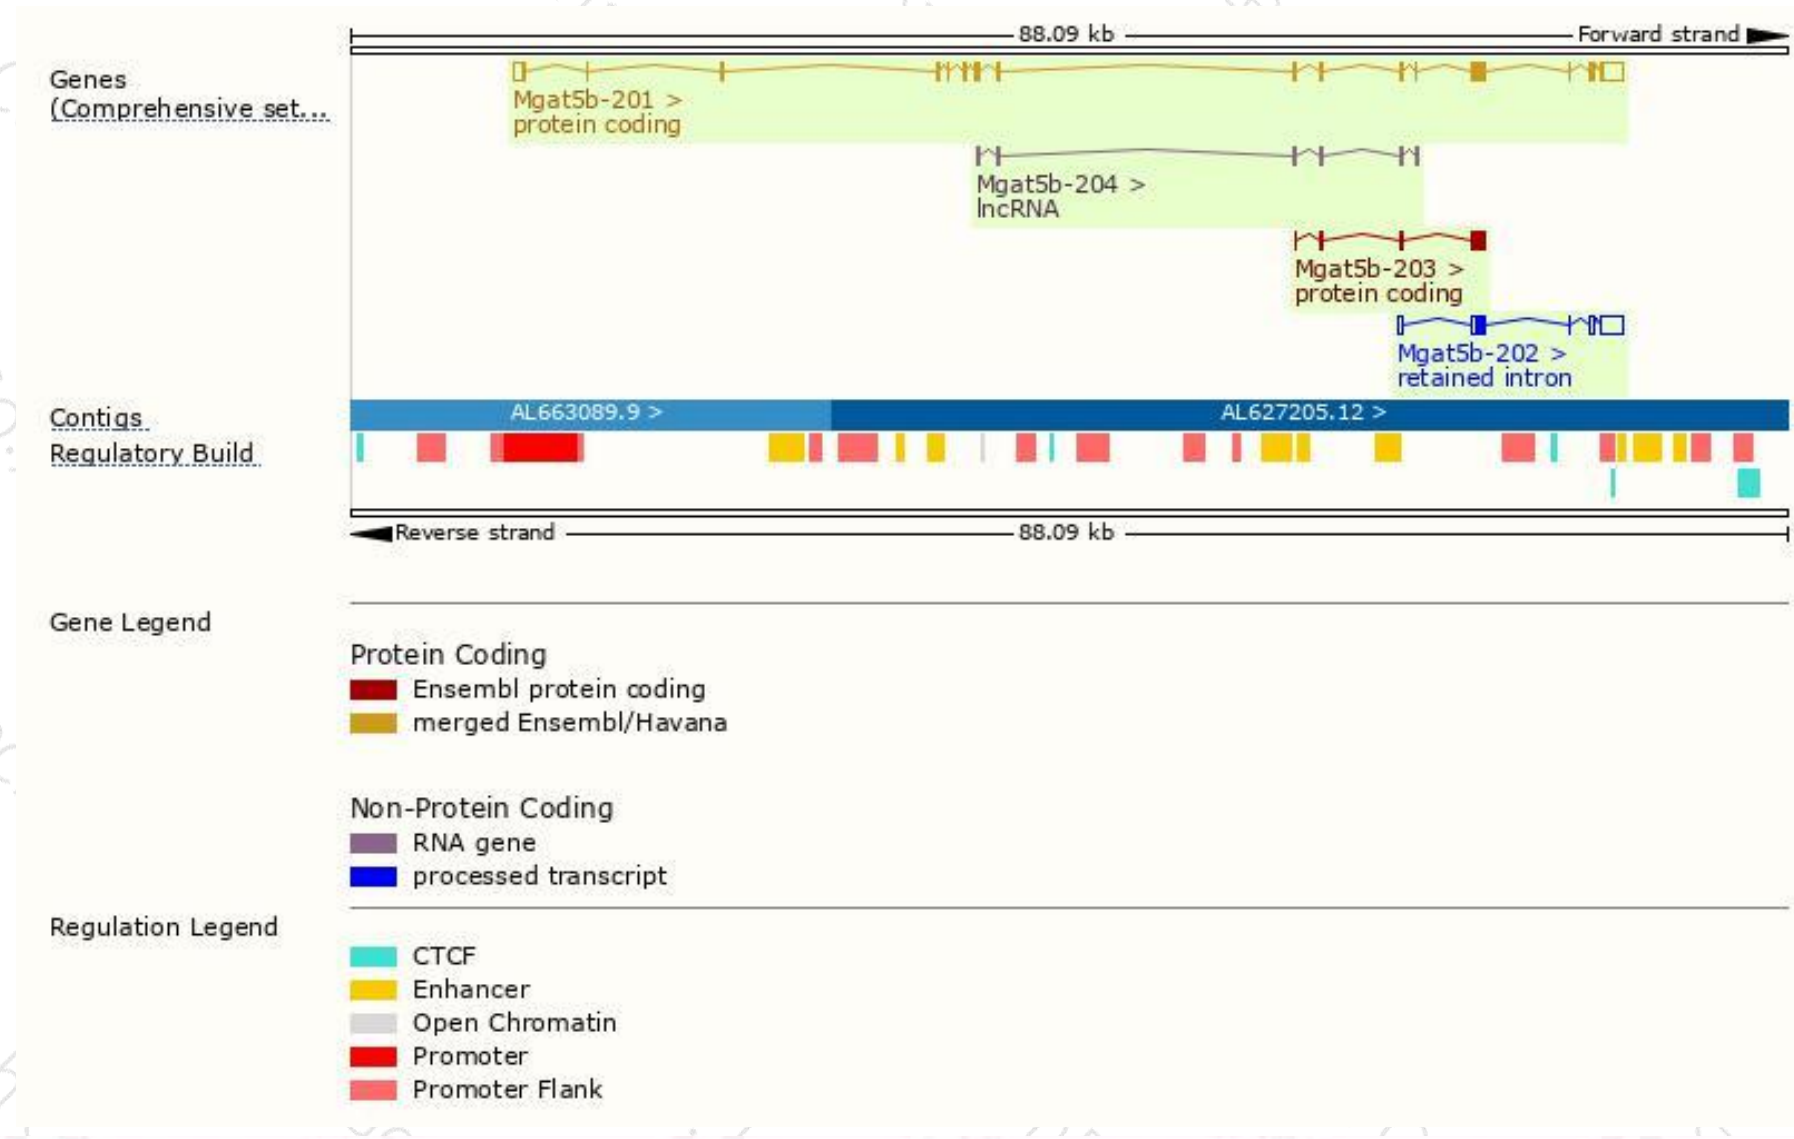 88.09 kb Forward strand
Genes
(Comprehensive set...
Mgat5b-201 >
protein coding
Mgat5b-204 >
lncRNA
Mgat5b-203 >
protein coding
Mgat5b-202 >
retained intron
Contigs AL663089.9 > AL627205.12 >
Regulatory Build
Reverse strand 88.09 kb
Gene Legend
Protein Coding
Ensembl protein coding
merged Ensembl/Havana
Non-Protein Coding
RNA gene
processed transcript
Regulation Legend
CTCF
Enhancer
Open Chromatin
Promoter
Promoter Flank